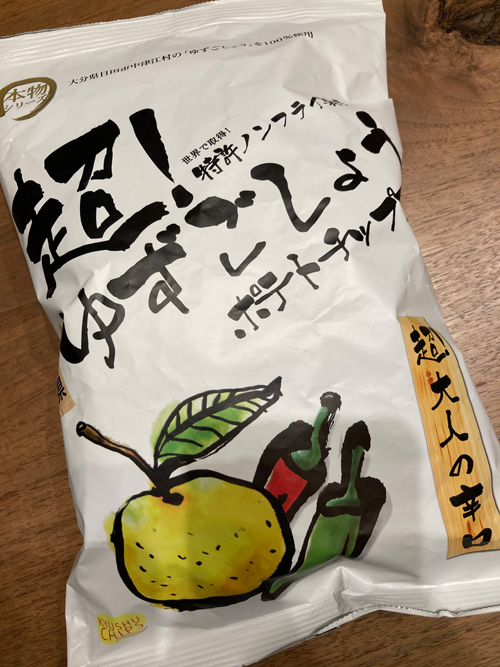 大分県日田市中津江村の「ゆずごしょう」を100%使用
本物
シリーズ
世界で取得!
特許ノンフライ
超!
ゆずごしょう
ポテトチップ
超大人の辛口
県
KYUSHU
CHIPS